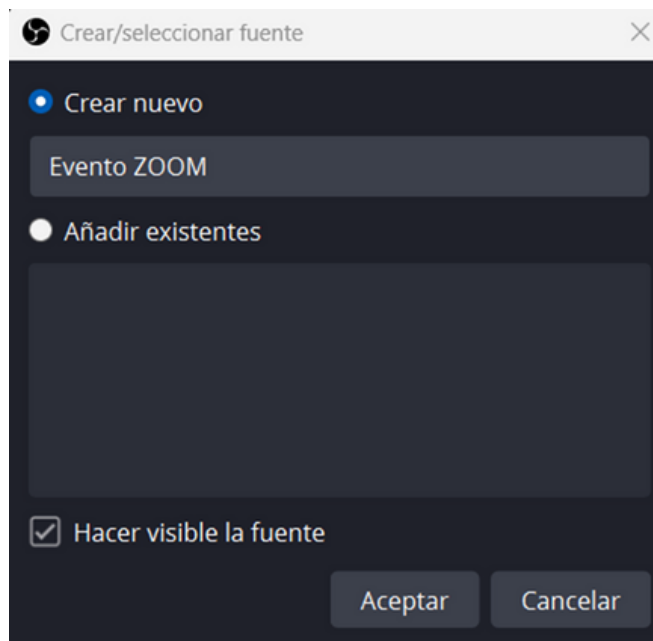 Crear/seleccionar fuente
Crear nuevo
Evento ZOOM
Añadir existentes
Hacer visible la fuente
Aceptar Cancelar